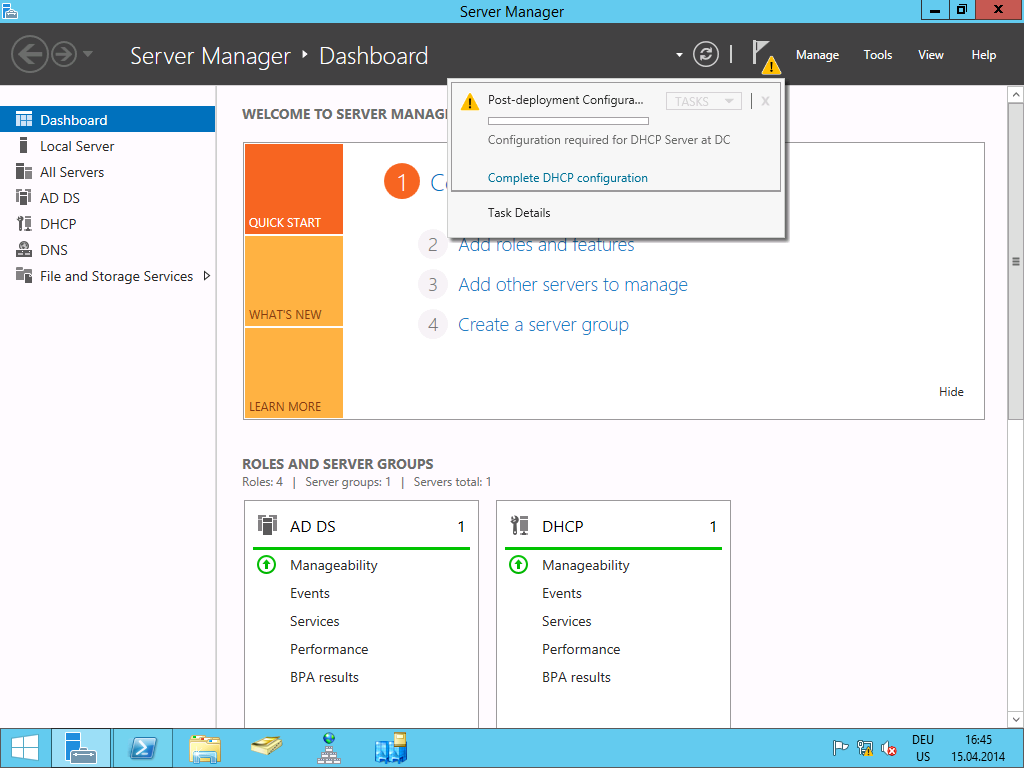 Server Manager
Server Manager ‣ Dashboard
Manage Tools View Help
Post-deployment Configura... TASKS X
Configuration required for DHCP Server at DC
Complete DHCP configuration
Task Details
Dashboard
Local Server
All Servers
AD DS
DHCP
DNS
File and Storage Services
WELCOME TO SERVER MANAG
QUICK START
WHAT'S NEW
LEARN MORE
1
2 Add roles and features
3 Add other servers to manage
4 Create a server group
Hide
ROLES AND SERVER GROUPS
Roles: 4 | Server groups: 1 | Servers total: 1
AD DS 1
Manageability
Events
Services
Performance
BPA results
DHCP 1
Manageability
Events
Services
Performance
BPA results
DEU 16:45
US 15.04.2014